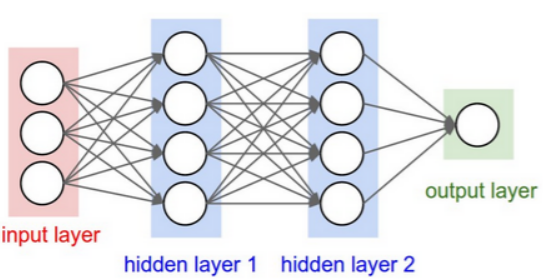 input layer
hidden layer 1
hidden layer 2
output layer